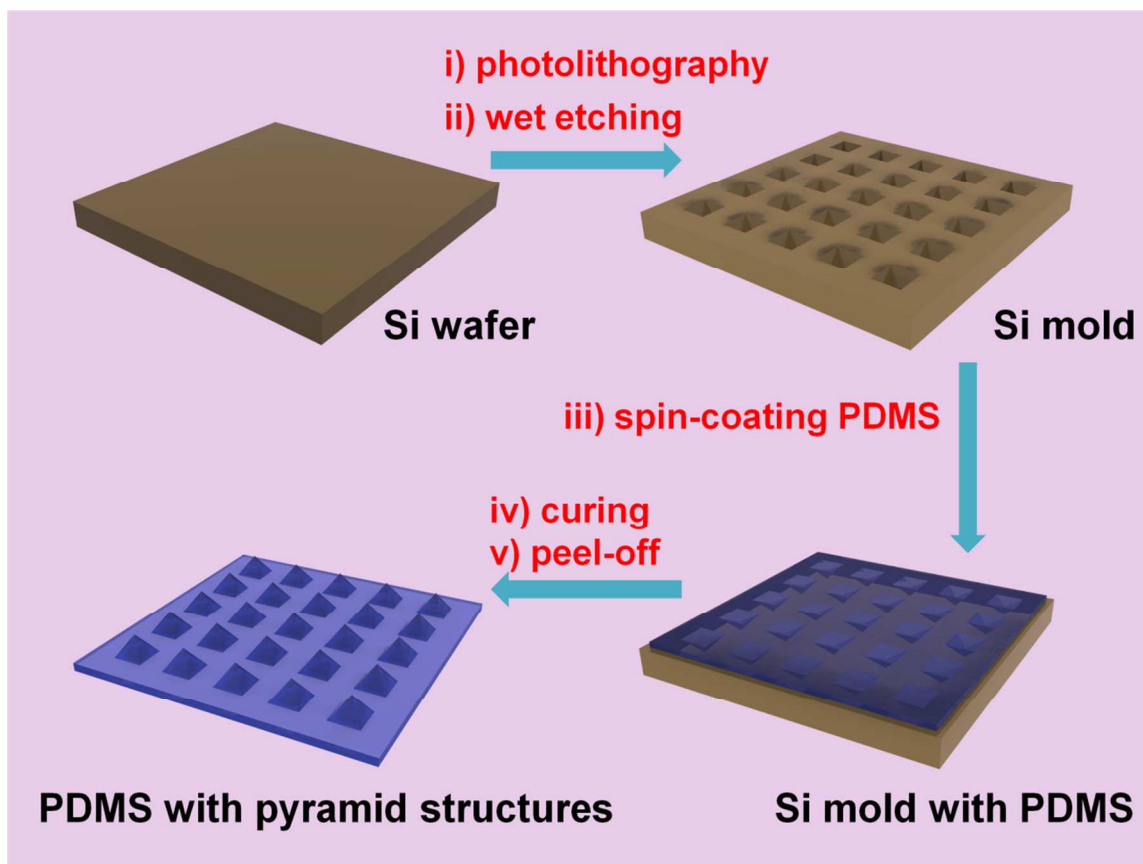 i) photolithography
ii) wet etching
Si wafer
Si mold
iii) spin-coating PDMS
iv) curing
v) peel-off
PDMS with pyramid structures
Si mold with PDMS